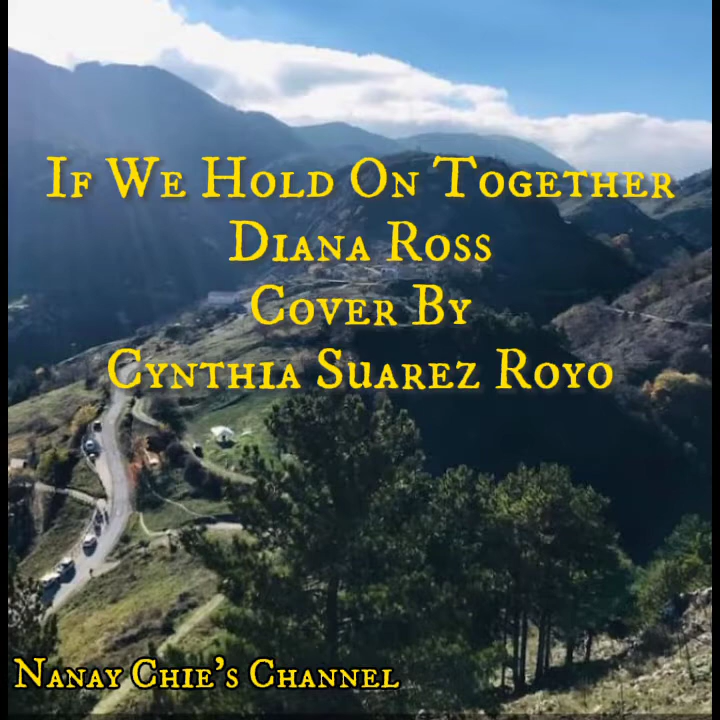 If We Hold On Together
Diana Ross
Cover By
Cynthia Suarez Royo
Nanay Chie's Channel